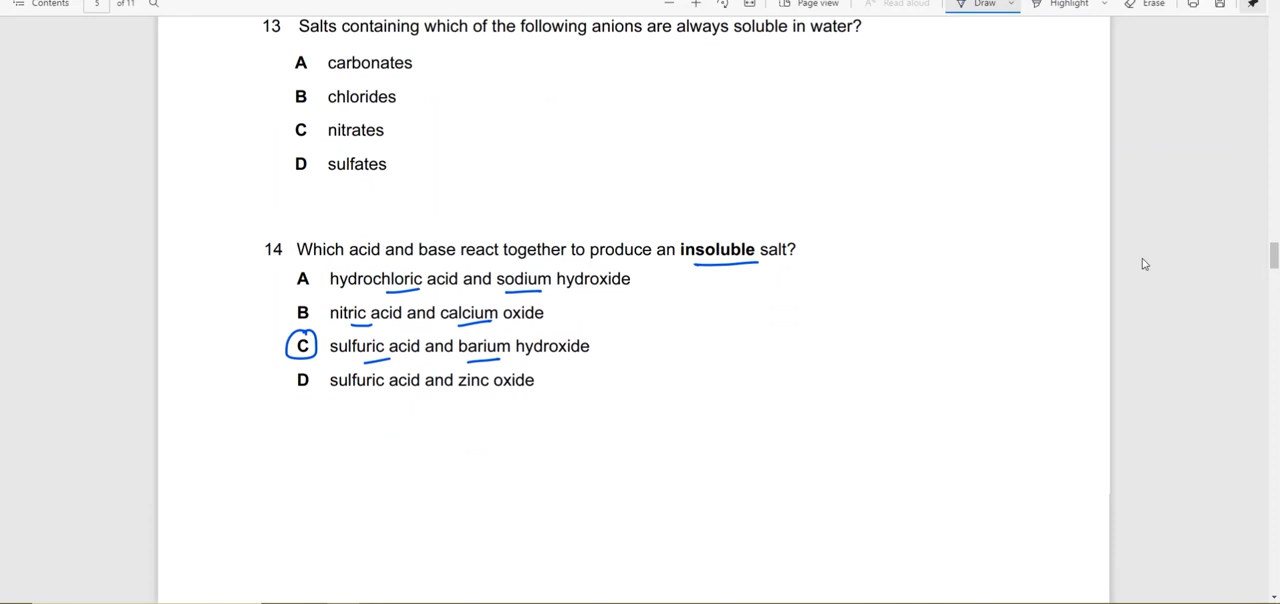 Contents 5 of 11 Page view A Read aloud Draw Highlight Erase
13 Salts containing which of the following anions are always soluble in water?
A carbonates
B chlorides
C nitrates
D sulfates
14 Which acid and base react together to produce an insoluble salt?
A hydrochloric acid and sodium hydroxide
B nitric acid and calcium oxide
C sulfuric acid and barium hydroxide
D sulfuric acid and zinc oxide